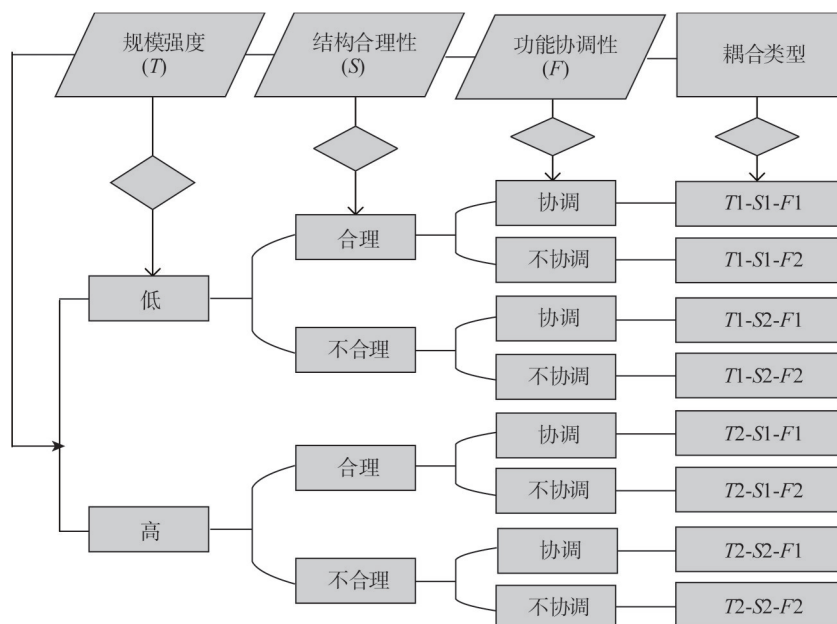 规模强度
(T)
结构合理性
(S)
功能协调性
(F)
耦合类型
协调
T1-S1-F1
合理
不协调
T1-S1-F2
低
协调
T1-S2-F1
不合理
不协调
T1-S2-F2
协调
T2-S1-F1
合理
不协调
T2-S1-F2
高
协调
T2-S2-F1
不合理
不协调
T2-S2-F2